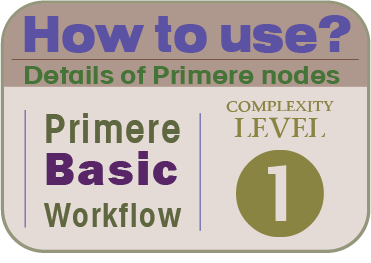 How to use?
Details of Primere nodes
Primere
Basic
Workflow
COMPLEXITY
LEVEL
1